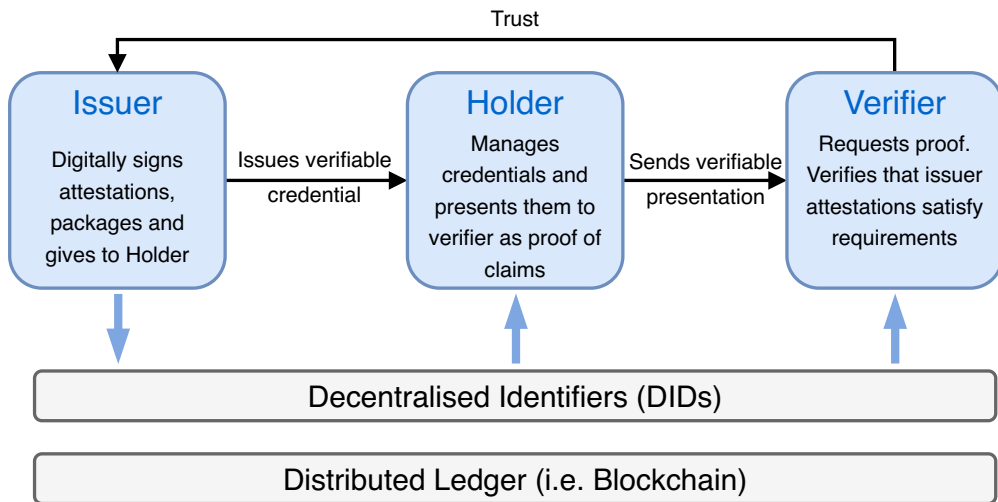 Trust
Issuer
Digitally signs
attestations,
packages and
gives to Holder
Issues verifiable
credential
Holder
Manages
credentials and
presents them to
verifier as proof of
claims
Sends verifiable
presentation
Verifier
Requests proof.
Verifies that issuer
attestations satisfy
requirements
Decentralised Identifiers (DIDs)
Distributed Ledger (i.e. Blockchain)